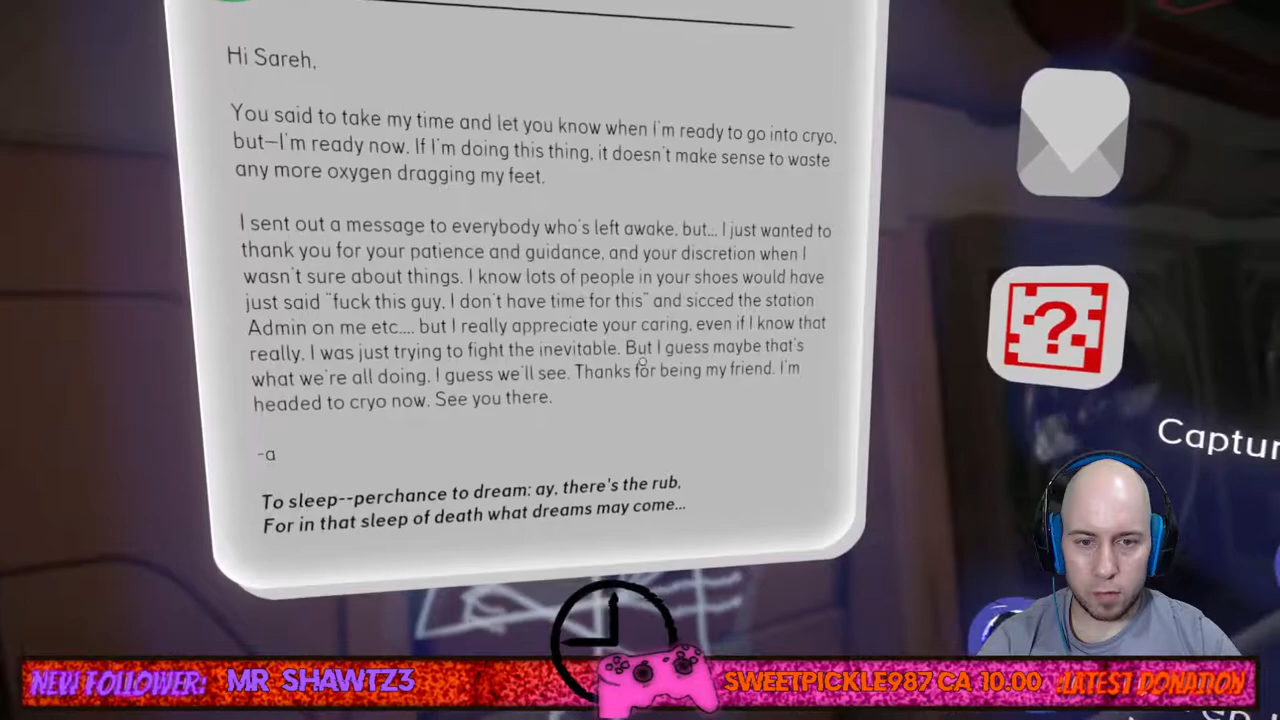 Hi Sareh,
You said to take my time and let you know when I'm ready to go into cryo,
but—I'm ready now. If I'm doing this thing, it doesn't make sense to waste
any more oxygen dragging my feet.
I sent out a message to everybody who's left awake, but... I just wanted to
thank you for your patience and guidance, and your discretion when I
wasn't sure about things. I know lots of people in your shoes would have
just said "fuck this guy. I don't have time for this" and sicced the station
Admin on me etc.... but I really appreciate your caring, even if I know that
really, I was just trying to fight the inevitable. But I guess maybe that's
what we're all doing. I guess we'll see. Thanks for being my friend. I'm
headed to cryo now. See you there.
-a
To sleep--perchance to dream: ay, there's the rub,
For in that sleep of death what dreams may come...
?
Captur
NEW FOLLOWER: MR SHAWTZ3
SWEETPICKLE987 CA 10.00 :LATEST DONATION